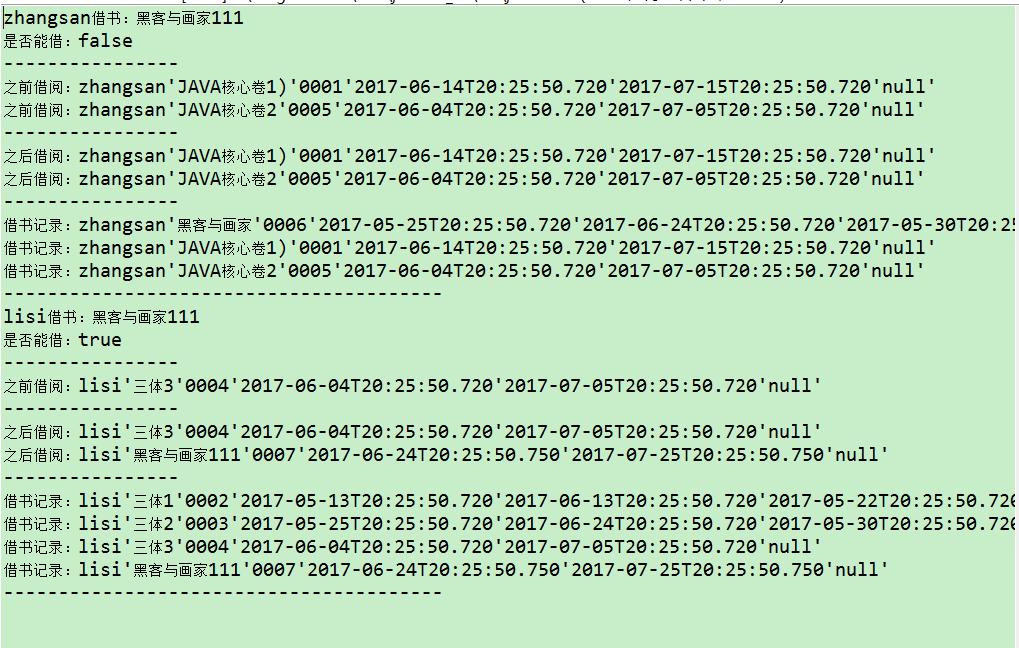 zhangsan借书：黑客与画家111
是否能借：false
----------------
之前借阅：zhangsan'JAVA核心卷1)'0001'2017-06-14T20:25:50.720'2017-07-15T20:25:50.720'null'
之前借阅：zhangsan'JAVA核心卷2'0005'2017-06-04T20:25:50.720'2017-07-05T20:25:50.720'null'
----------------
之后借阅：zhangsan'JAVA核心卷1)'0001'2017-06-14T20:25:50.720'2017-07-15T20:25:50.720'null'
之后借阅：zhangsan'JAVA核心卷2'0005'2017-06-04T20:25:50.720'2017-07-05T20:25:50.720'null'
----------------
借书记录：zhangsan'黑客与画家'0006'2017-05-25T20:25:50.720'2017-06-24T20:25:50.720'2017-05-30T20:25
借书记录：zhangsan'JAVA核心卷1)'0001'2017-06-14T20:25:50.720'2017-07-15T20:25:50.720'null'
借书记录：zhangsan'JAVA核心卷2'0005'2017-06-04T20:25:50.720'2017-07-05T20:25:50.720'null'
----------------------------------------
lisi借书：黑客与画家111
是否能借：true
----------------
之前借阅：lisi'三体3'0004'2017-06-04T20:25:50.720'2017-07-05T20:25:50.720'null'
----------------
之后借阅：lisi'三体3'0004'2017-06-04T20:25:50.720'2017-07-05T20:25:50.720'null'
之后借阅：lisi'黑客与画家111'0007'2017-06-24T20:25:50.750'2017-07-25T20:25:50.750'null'
----------------
借书记录：lisi'三体1'0002'2017-05-13T20:25:50.720'2017-06-13T20:25:50.720'2017-05-22T20:25:50.720
借书记录：lisi'三体2'0003'2017-05-25T20:25:50.720'2017-06-24T20:25:50.720'2017-05-30T20:25:50.720
借书记录：lisi'三体3'0004'2017-06-04T20:25:50.720'2017-07-05T20:25:50.720'null'
借书记录：lisi'黑客与画家111'0007'2017-06-24T20:25:50.750'2017-07-25T20:25:50.750'null'
----------------------------------------